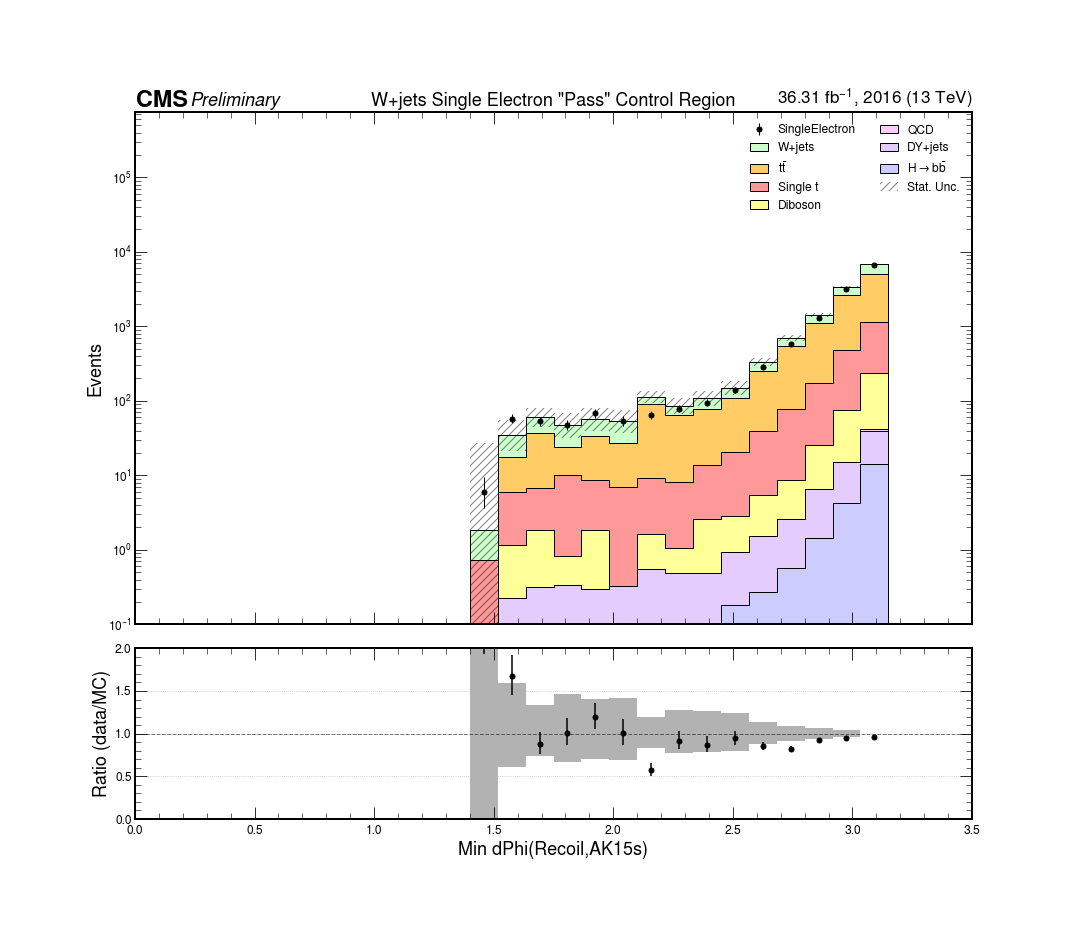 CMS Preliminary W+jets Single Electron "Pass" Control Region 36.31 fb⁻¹, 2016 (13 TeV)
SingleElectron
W+jets
tt̄
Single t
Diboson
QCD
DY+jets
H→bb̄
Stat. Unc.
Events
10⁵
10⁴
10³
10²
10¹
10⁰
10⁻¹
Ratio (data/MC)
2.0
1.5
1.0
0.5
0.0
0.0 0.5 1.0 1.5 2.0 2.5 3.0 3.5
Min dPhi(Recoil,AK15s)